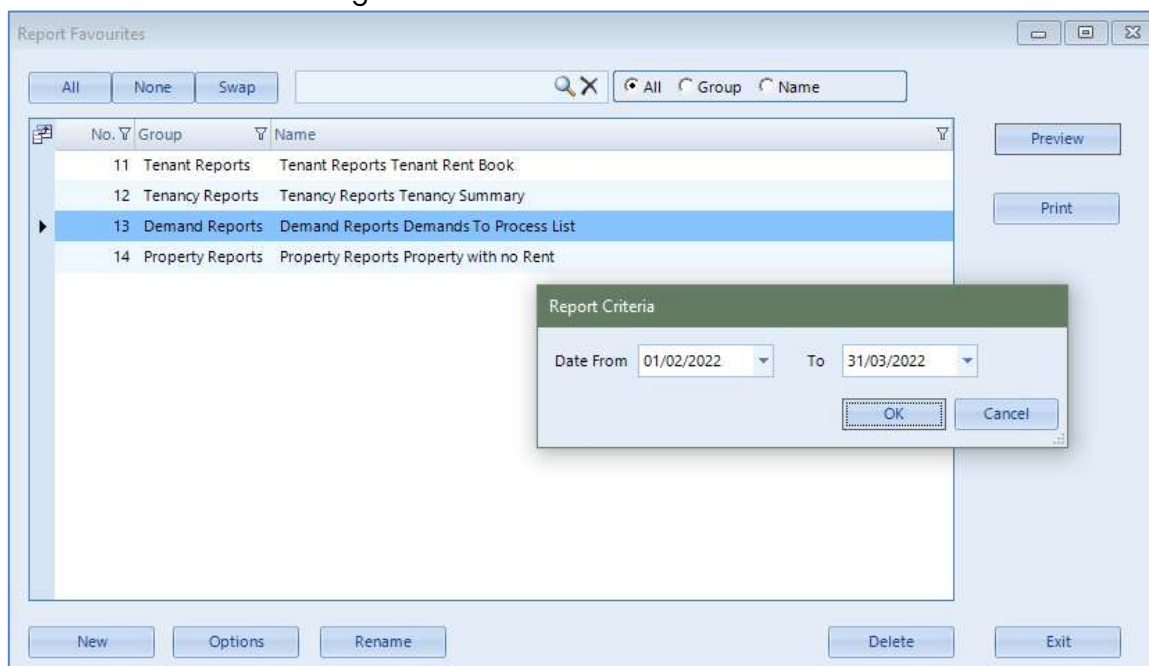 Report Favourites
All None Swap All Group Name
No. Group Name Preview
11 Tenant Reports Tenant Reports Tenant Rent Book
12 Tenancy Reports Tenancy Reports Tenancy Summary
Print
13 Demand Reports Demand Reports Demands To Process List
14 Property Reports Property Reports Property with no Rent
Report Criteria
Date From 01/02/2022 To 31/03/2022
OK Cancel
New Options Rename Delete Exit